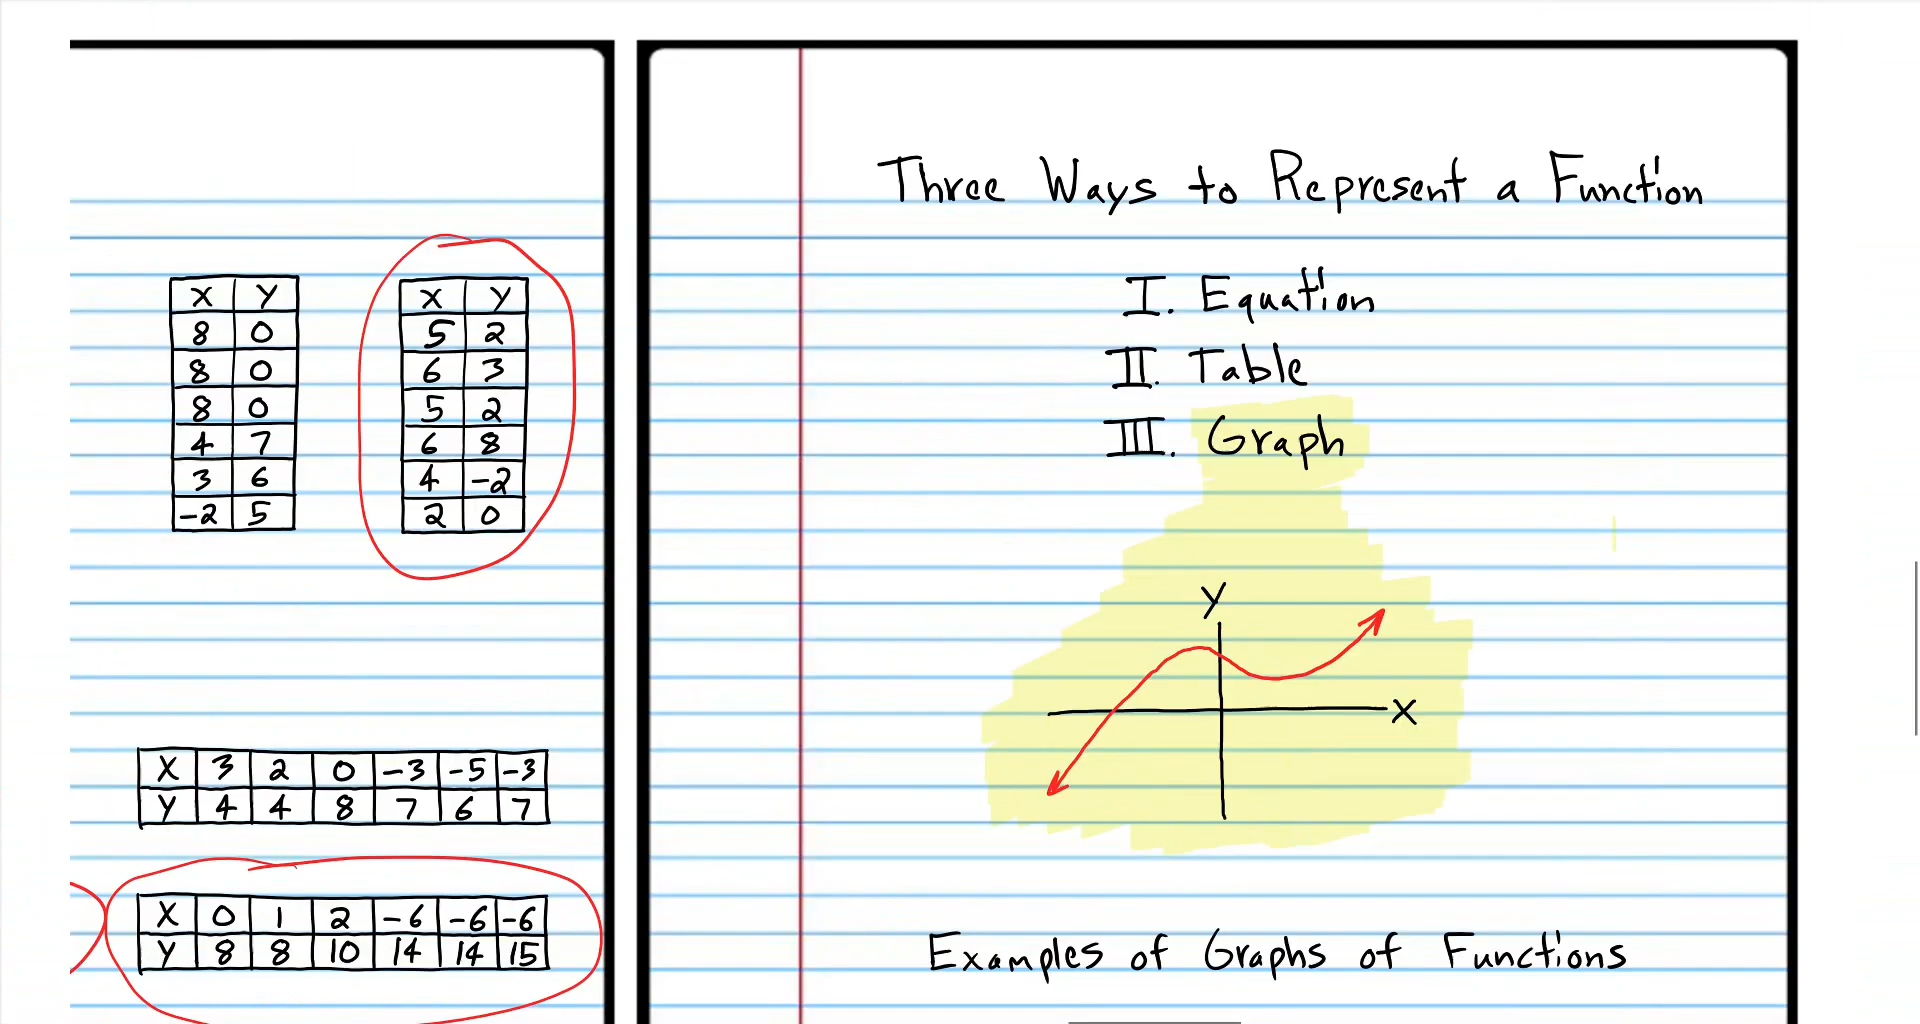 X Y
8 0
8 0
8 0
4 7
3 6
-2 5
X Y
5 2
6 3
5 2
6 8
4 -2
2 0
X 3 2 0 -3 -5 -3
Y 4 4 8 7 6 7
X 0 1 2 -6 -6 -6
Y 8 8 10 14 14 15
Three Ways to Represent a Function
I. Equation
II. Table
III. Graph
Y
X
Examples of Graphs of Functions